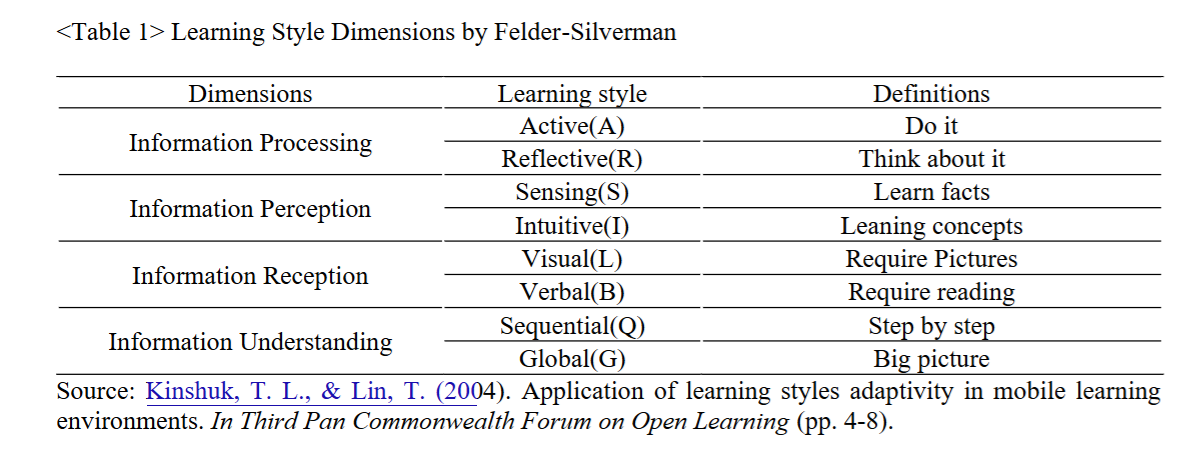 <Table 1> Learning Style Dimensions by Felder-Silverman
Dimensions Learning style Definitions
Information Processing
Active(A) Do it
Reflective(R) Think about it
Information Perception
Sensing(S) Learn facts
Intuitive(I) Leaning concepts
Information Reception
Visual(L) Require Pictures
Verbal(B) Require reading
Information Understanding
Sequential(Q) Step by step
Global(G) Big picture
Source: Kinshuk, T. L., & Lin, T. (2004). Application of learning styles adaptivity in mobile learning
environments. In Third Pan Commonwealth Forum on Open Learning (pp. 4-8).